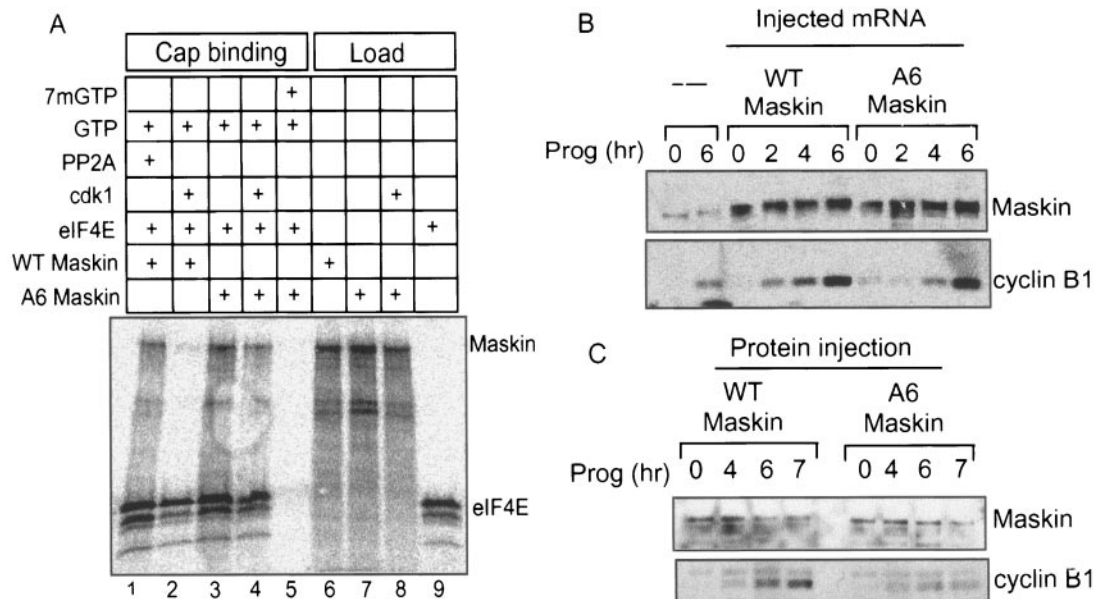 A
Cap binding Load
7mGTP +
GTP + + + + +
PP2A +
cdk1 + + +
eIF4E + + + + + +
WT Maskin + + +
A6 Maskin + + + + +
Maskin
eIF4E
1 2 3 4 5 6 7 8 9
B
Injected mRNA
-- WT Maskin A6 Maskin
Prog (hr) 0 6 0 2 4 6 0 2 4 6
Maskin
cyclin B1
C
Protein injection
WT Maskin A6 Maskin
Prog (hr) 0 4 6 7 0 4 6 7
Maskin
cyclin B1